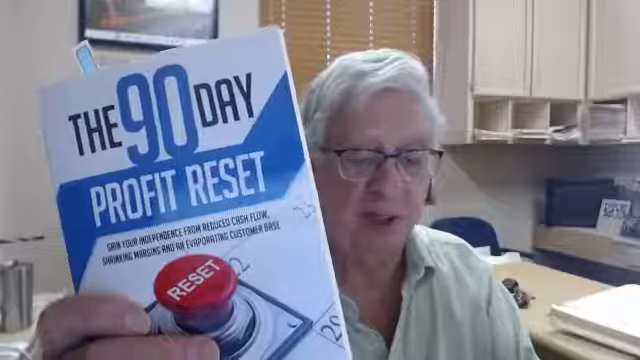 THE 90 DAY
PROFIT RESET
GAIN YOUR INDEPENDENCE FROM REDUCED CASH FLOW,
SHRINKING MARGINS AND AN EVAPORATING CUSTOMER BASE
RESET
29